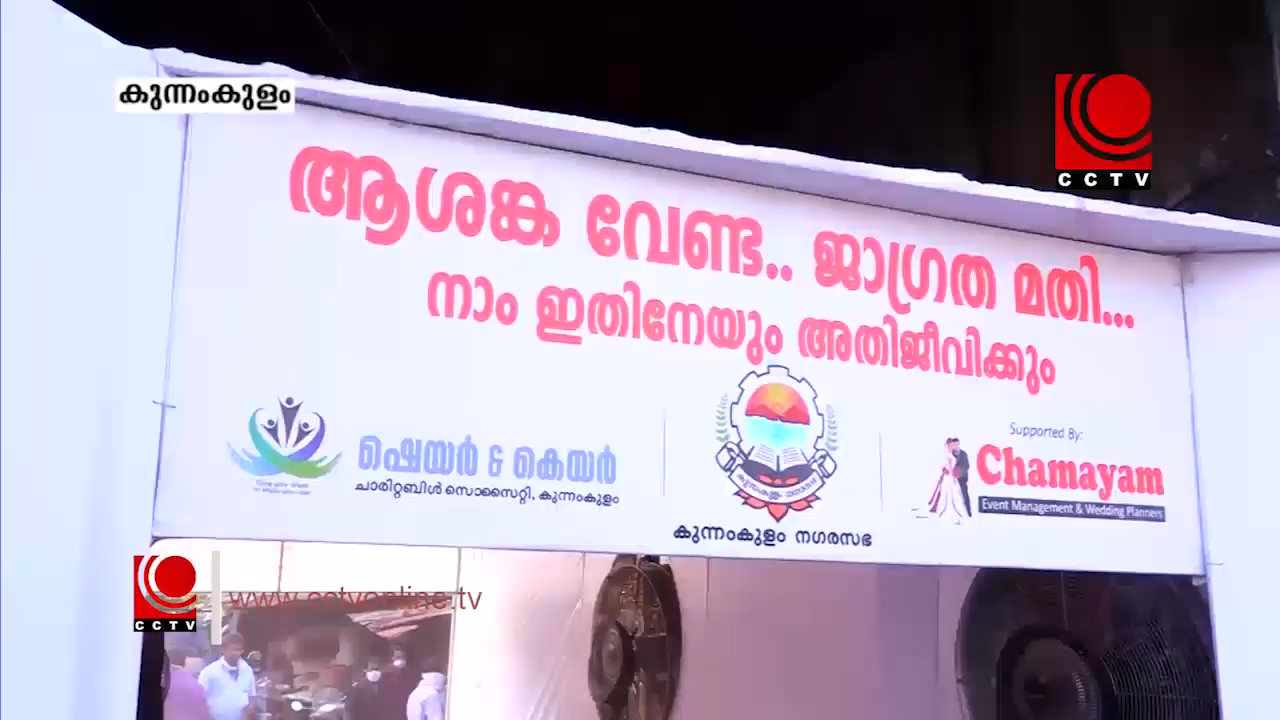 കുന്നംകുളം
CCTV
ആശങ്ക വേണ്ട.. ജാഗ്രത മതി...
നാം ഇതിനേയും അതിജീവിക്കും
ഷെയർ & കെയർ
ചാരിറ്റബിൾ സൊസൈറ്റി, കുന്നംകുളം
കുന്നംകുളം നഗരസഭ
Supported By:
Chamayam
Event Management & Wedding Planners
CCTV
www.cctvonline.tv